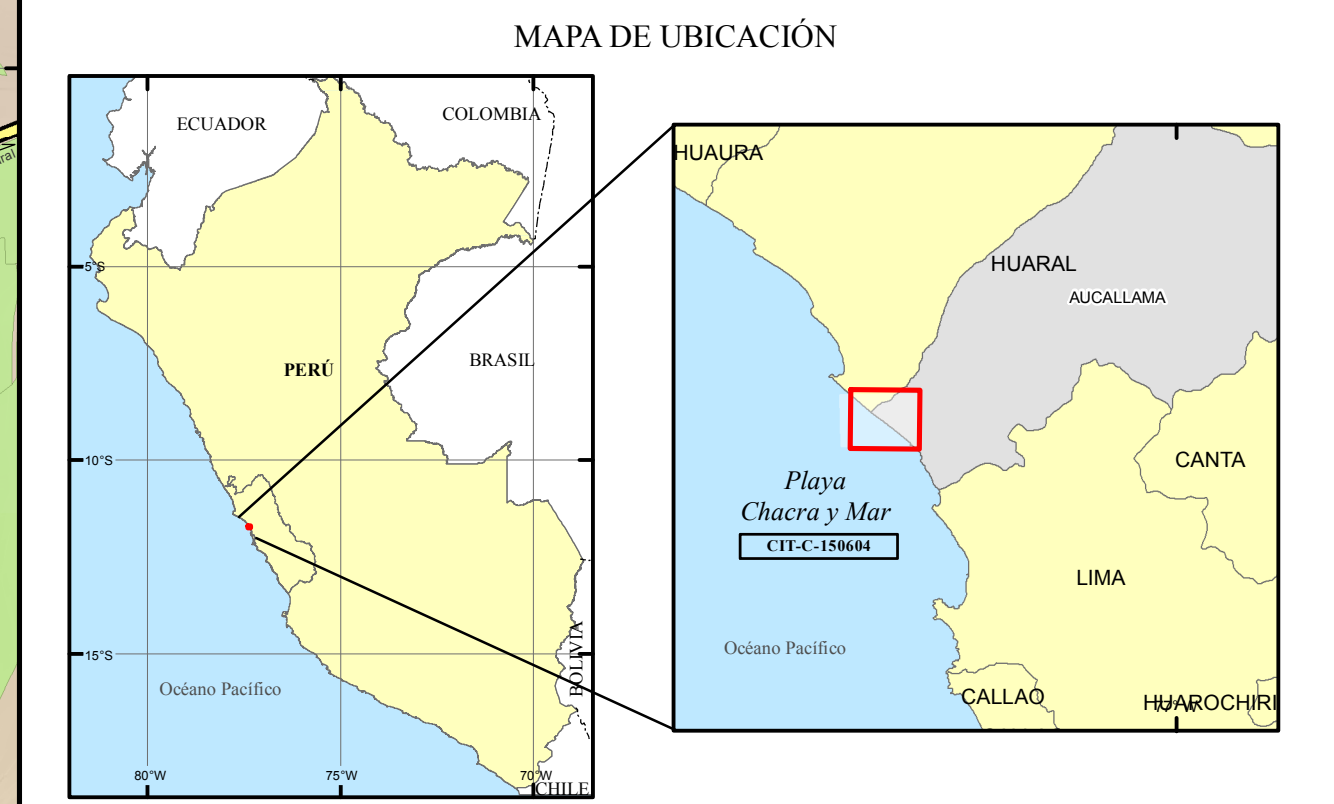 MAPA DE UBICACIÓN
ECUADOR
COLOMBIA
5°S
PERÚ
BRASIL
10°S
15°S
BOLIVIA
Océano Pacífico
80°W
75°W
70°W
CHILE
HUAURA
HUARAL
AUCALLAMA
CANTA
Playa
Chacra y Mar
CIT-C-150604
LIMA
Océano Pacífico
CALLAO
HUAROCHIRI
77°W